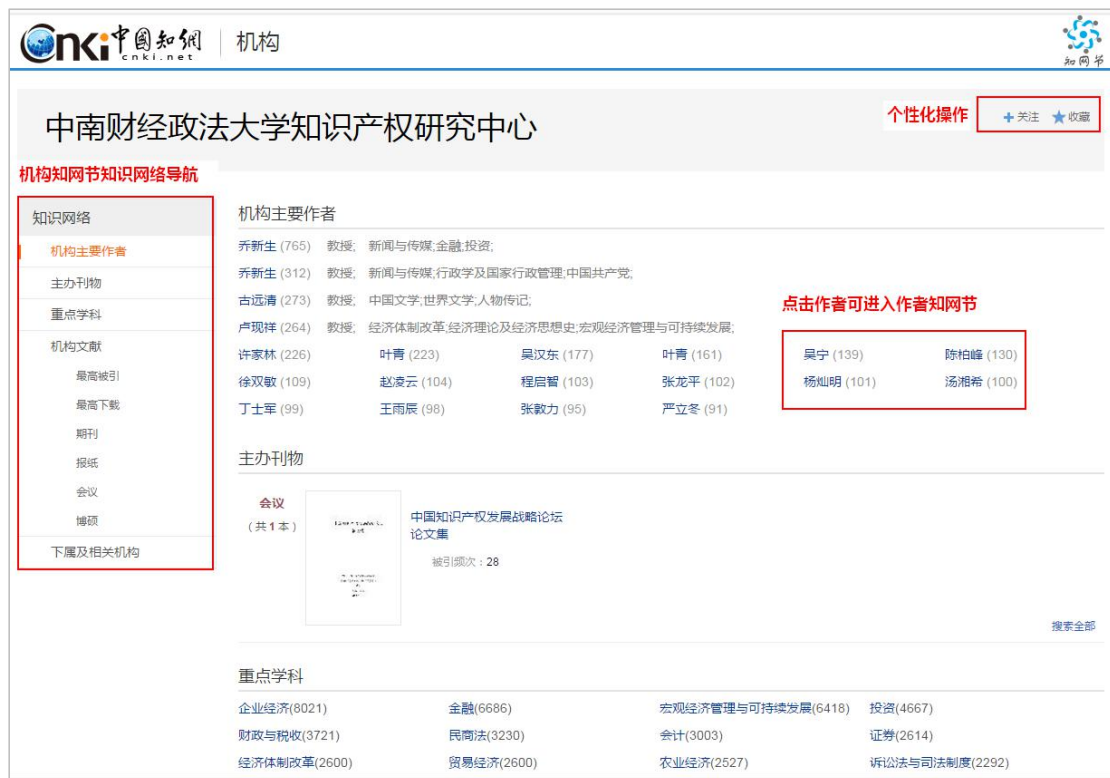 Cnki中国知网 cnki.net 机构
知网节
中南财经政法大学知识产权研究中心
个性化操作 + 关注 ★ 收藏
机构知网节知识网络导航
知识网络
机构主要作者
主办刊物
重点学科
机构文献
最高被引
最高下载
期刊
报纸
会议
博硕
下属及相关机构
机构主要作者
乔新生 (765) 教授; 新闻与传媒;金融;投资;
乔新生 (312) 教授; 新闻与传媒;行政学及国家行政管理;中国共产党;
古远清 (273) 教授; 中国文学;世界文学;人物传记;
卢现祥 (264) 教授; 经济体制改革;经济理论及经济思想史;宏观经济管理与可持续发展;
点击作者可进入作者知网节
许家林 (226) 叶青 (223) 吴汉东 (177) 叶青 (161) 吴宁 (139) 陈柏峰 (130)
徐双敏 (109) 赵凌云 (104) 程启智 (103) 张龙平 (102) 杨灿明 (101) 汤湘希 (100)
丁士军 (99) 王雨辰 (98) 张敦力 (95) 严立冬 (91)
主办刊物
会议
(共1本)
中国知识产权发展战略论坛
论文集
被引频次：28
搜索全部
重点学科
企业经济(8021) 金融(6686) 宏观经济管理与可持续发展(6418) 投资(4667)
财政与税收(3721) 民商法(3230) 会计(3003) 证券(2614)
经济体制改革(2600) 贸易经济(2600) 农业经济(2527) 诉讼法与司法制度(2292)